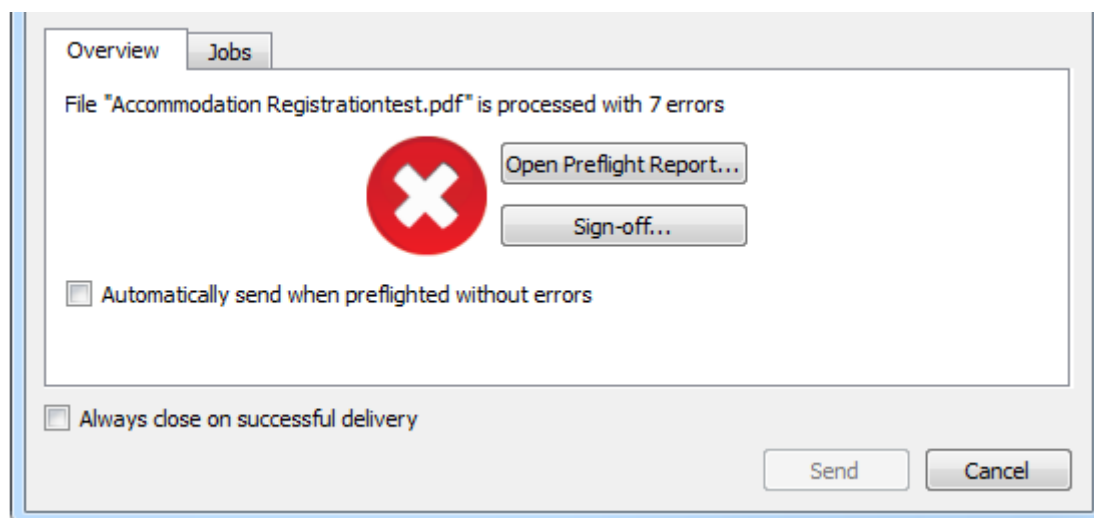 Overview Jobs
File "Accommodation Registrationtest.pdf" is processed with 7 errors
Open Preflight Report...
Sign-off...
Automatically send when preflighted without errors
Always close on successful delivery
Send Cancel